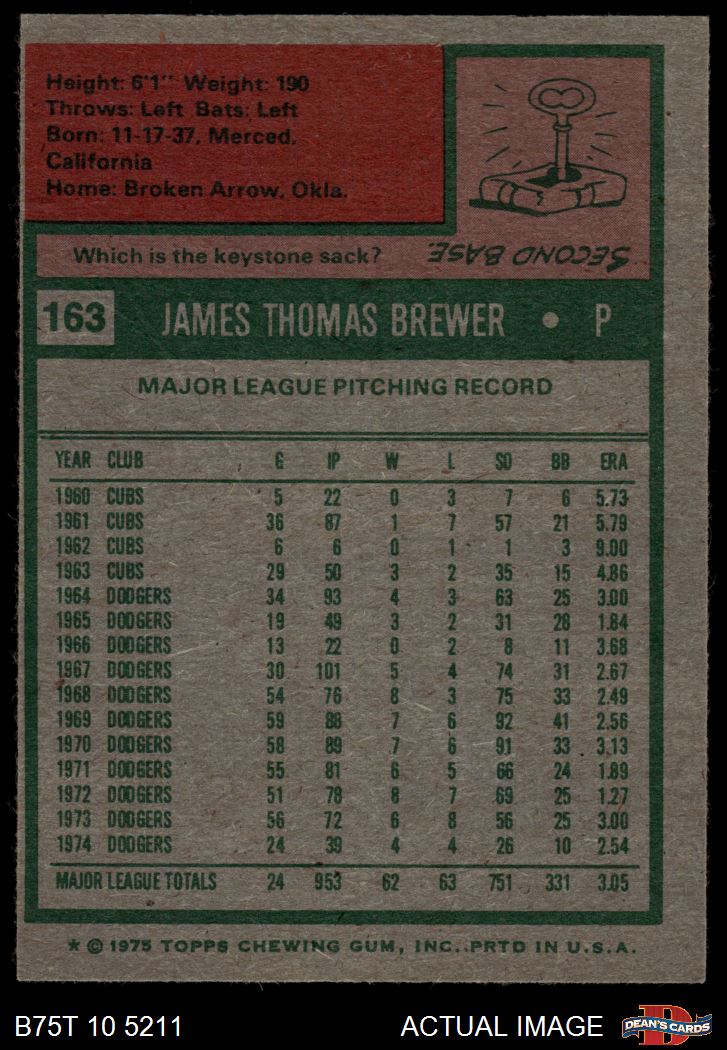 Height: 6'1" Weight: 190
Throws: Left Bats: Left
Born: 11-17-37, Merced,
California
Home: Broken Arrow, Okla.
Which is the keystone sack?
SECOND BASE.
163 JAMES THOMAS BREWER • P
MAJOR LEAGUE PITCHING RECORD
YEAR CLUB G IP W L SO BB ERA
1960 CUBS 5 22 0 3 7 6 5.73
1961 CUBS 36 87 1 7 57 21 5.79
1962 CUBS 6 6 0 1 1 3 9.00
1963 CUBS 29 50 3 2 35 15 4.86
1964 DODGERS 34 93 4 3 63 25 3.00
1965 DODGERS 19 49 3 2 31 28 1.84
1966 DODGERS 13 22 0 2 8 11 3.68
1967 DODGERS 30 101 5 4 74 31 2.67
1968 DODGERS 54 76 8 3 75 33 2.49
1969 DODGERS 59 88 7 6 92 41 2.56
1970 DODGERS 58 89 7 6 91 33 3.13
1971 DODGERS 55 81 6 5 66 24 1.89
1972 DODGERS 51 78 8 7 69 25 1.27
1973 DODGERS 56 72 6 8 56 25 3.00
1974 DODGERS 24 39 4 4 26 10 2.54
MAJOR LEAGUE TOTALS 24 953 62 63 751 331 3.05
* © 1975 TOPPS CHEWING GUM, INC. PRTD IN U.S.A.
B75T 10 5211 ACTUAL IMAGE
D
DEAN'S CARDS